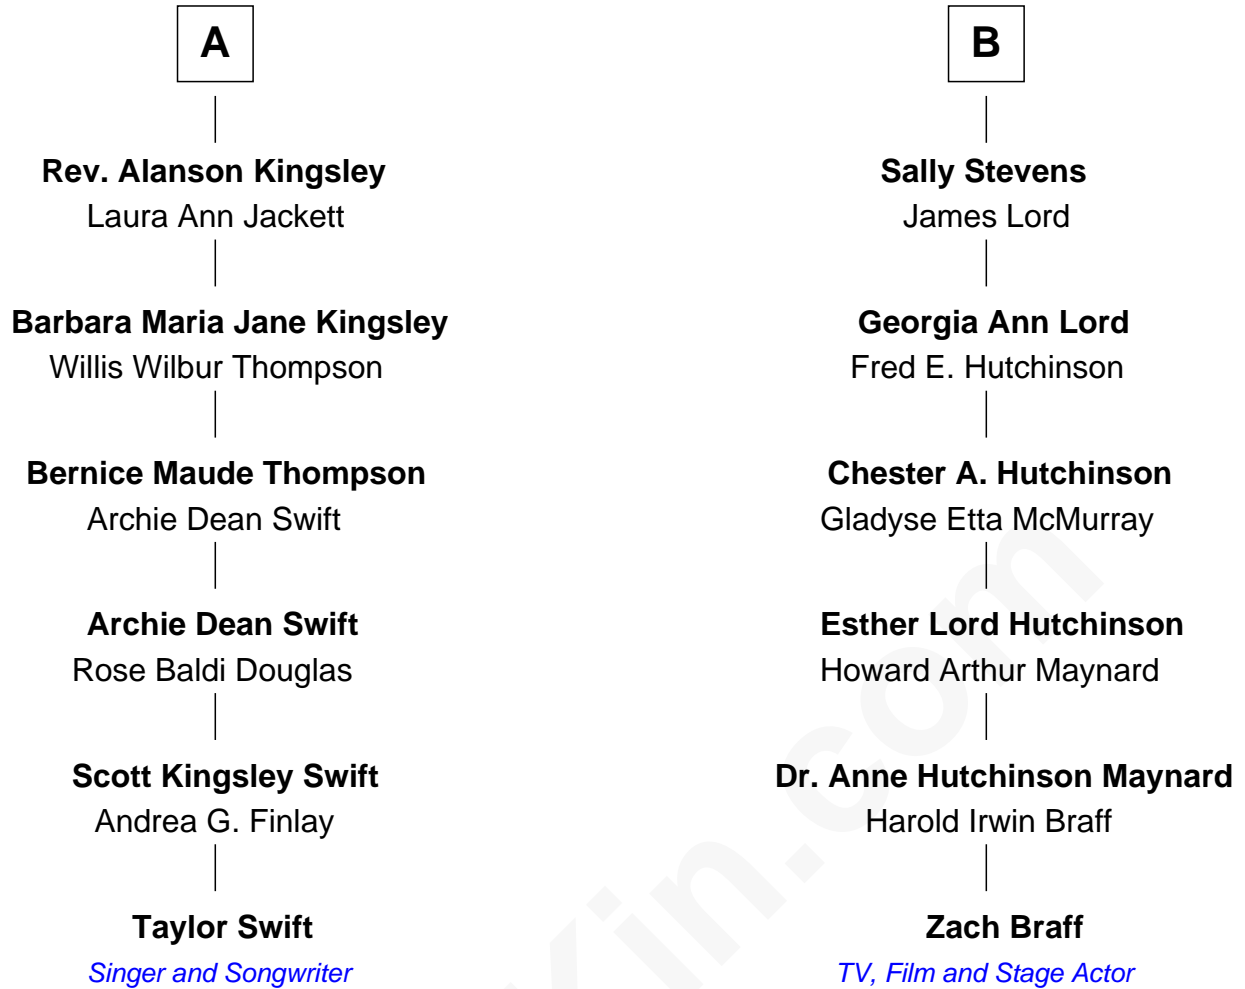 A
Rev. Alanson Kingsley
Laura Ann Jackett
Barbara Maria Jane Kingsley
Willis Wilbur Thompson
Bernice Maude Thompson
Archie Dean Swift
Archie Dean Swift
Rose Baldi Douglas
Scott Kingsley Swift
Andrea G. Finlay
Taylor Swift
Singer and Songwriter
B
Sally Stevens
James Lord
Georgia Ann Lord
Fred E. Hutchinson
Chester A. Hutchinson
Gladyse Etta McMurray
Esther Lord Hutchinson
Howard Arthur Maynard
Dr. Anne Hutchinson Maynard
Harold Irwin Braff
Zach Braff
TV, Film and Stage Actor